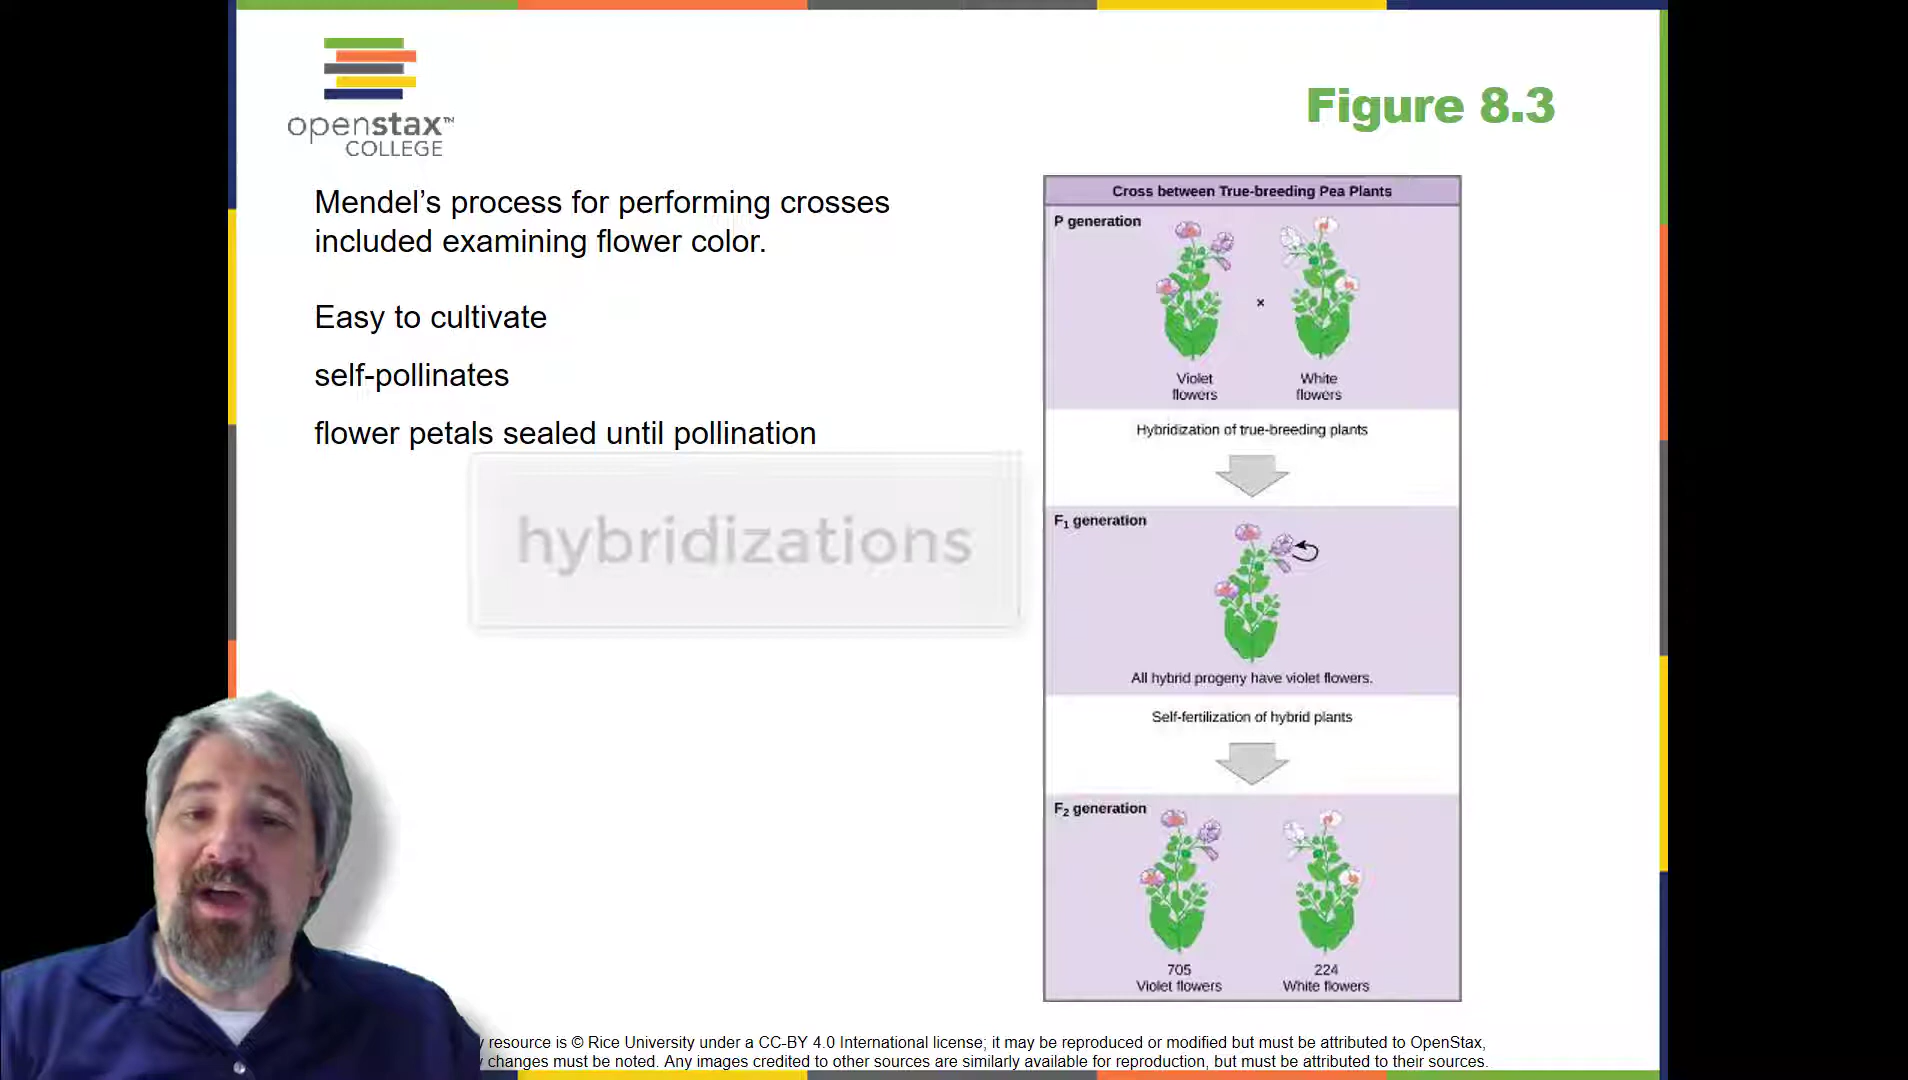 openstax™
COLLEGE
Figure 8.3
Mendel’s process for performing crosses
included examining flower color.
Easy to cultivate
self-pollinates
flower petals sealed until pollination
hybridizations
Cross between True-breeding Pea Plants
P generation
×
Violet
flowers
White
flowers
Hybridization of true-breeding plants
F₁ generation
All hybrid progeny have violet flowers.
Self-fertilization of hybrid plants
F₂ generation
705
Violet flowers
224
White flowers
resource is © Rice University under a CC-BY 4.0 International license; it may be reproduced or modified but must be attributed to OpenStax,
changes must be noted. Any images credited to other sources are similarly available for reproduction, but must be attributed to their sources.